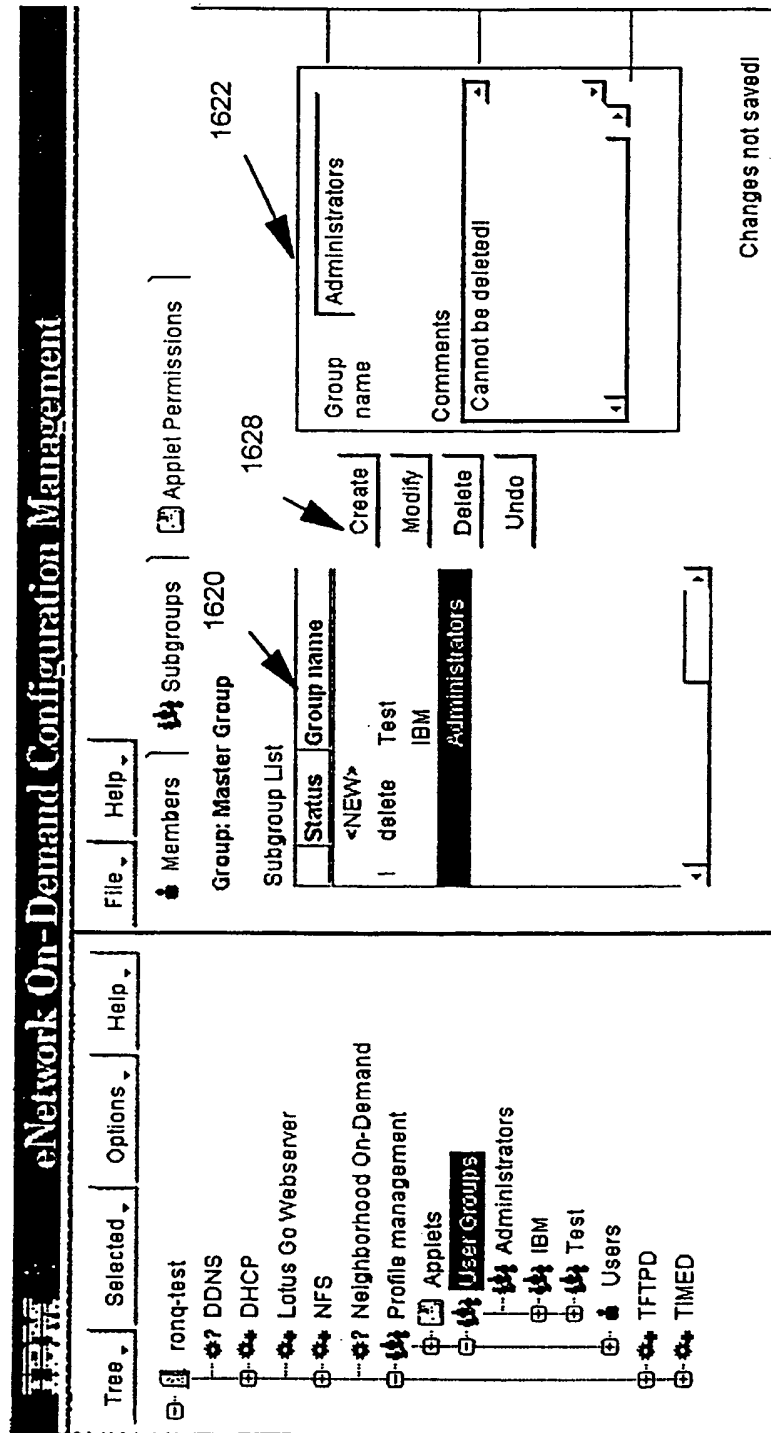 IBM eNetwork On-Demand Configuration Management
Tree Selected Options Help
ronq-test
? DDNS
DHCP
Lotus Go Webserver
NFS
? Neighborhood On-Demand
Profile management
Applets
User Groups
Administrators
IBM
Test
Users
TFTPD
TIMED
File Help
Members Subgroups Applet Permissions
Group: Master Group
1620
Subgroup List
Status Group name
<NEW>
delete Test
IBM
Administrators
1628
Create
Modify
Delete
Undo
1622
Group name
Administrators
Comments
Cannot be deleted!
Changes not saved!